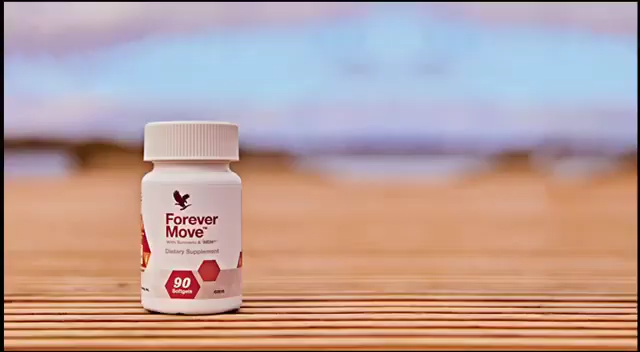 Forever
Move™
Dietary Supplement
90
Softgels